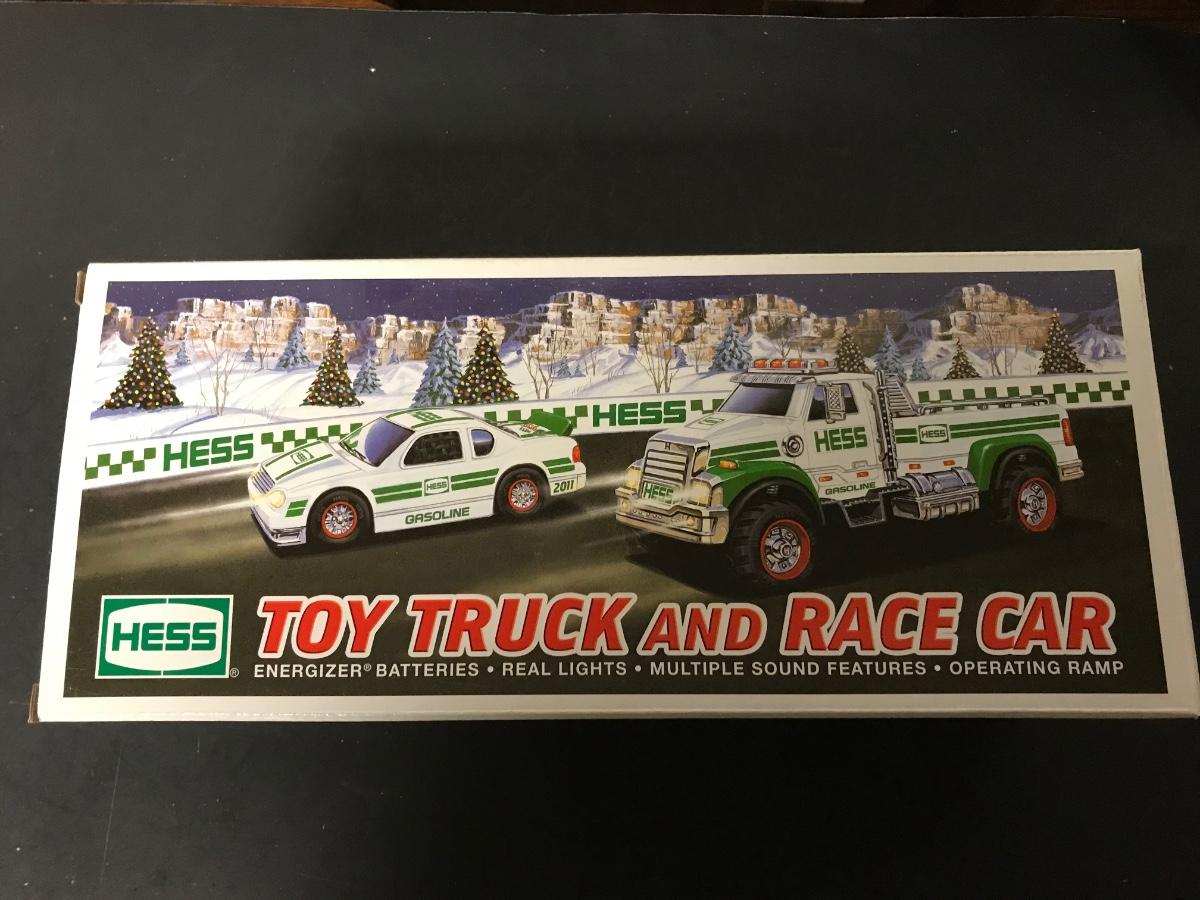 HESS
HESS
HESS
GASOLINE
2011
HESS
HESS
HESS
GASOLINE
HESS
TOY TRUCK AND RACE CAR
ENERGIZER® BATTERIES • REAL LIGHTS • MULTIPLE SOUND FEATURES • OPERATING RAMP